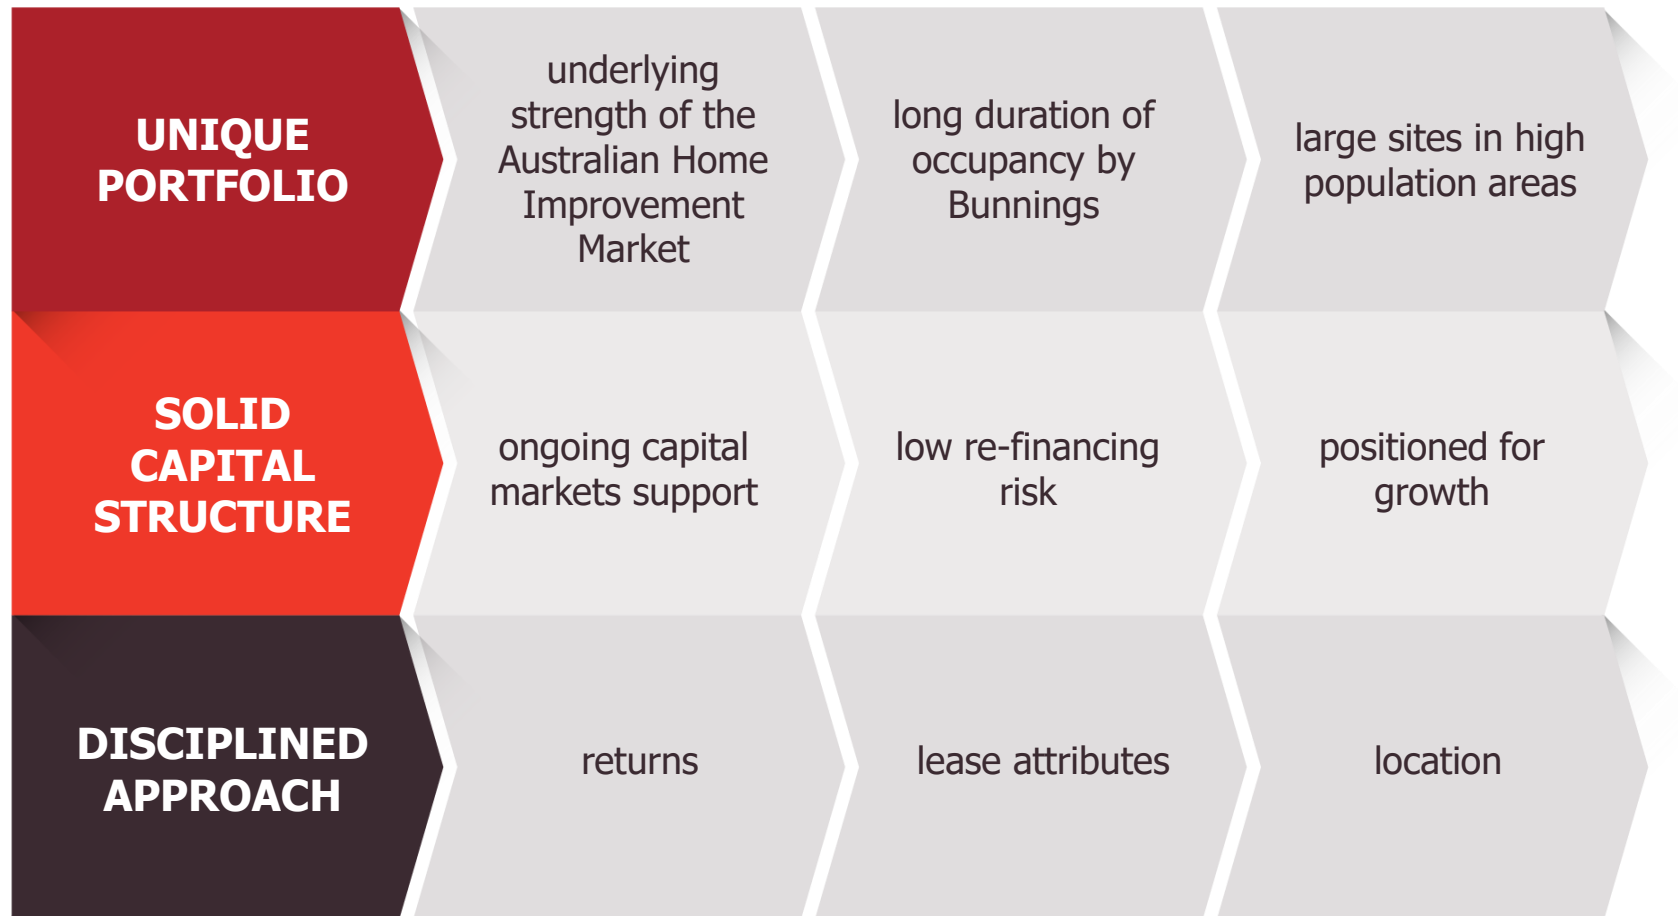 UNIQUE
PORTFOLIO
underlying
strength of the
Australian Home
Improvement
Market
long duration of
occupancy by
Bunnings
large sites in high
population areas
SOLID
CAPITAL
STRUCTURE
ongoing capital
markets support
low re-financing
risk
positioned for
growth
DISCIPLINED
APPROACH
returns
lease attributes
location